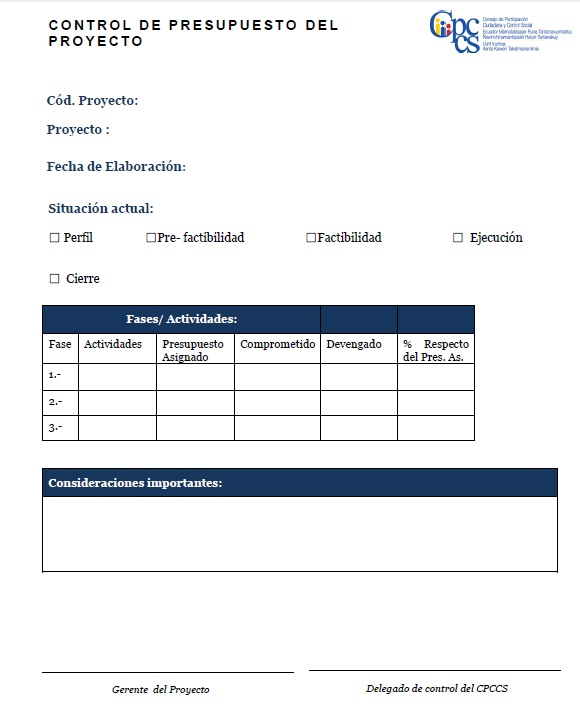 CONTROL DE PRESUPUESTO DEL
PROYECTO
Cpccs
Consejo de Participación
Ciudadana y Control Social
Cód. Proyecto:
Proyecto :
Fecha de Elaboración:
Situación actual:
☐ Perfil ☐Pre- factibilidad ☐Factibilidad ☐ Ejecución
☐ Cierre
Fases/ Actividades:
Fase Actividades Presupuesto Asignado Comprometido Devengado % Respecto del Pres. As.
1.-
2.-
3.-
Consideraciones importantes:
Gerente del Proyecto Delegado de control del CPCCS